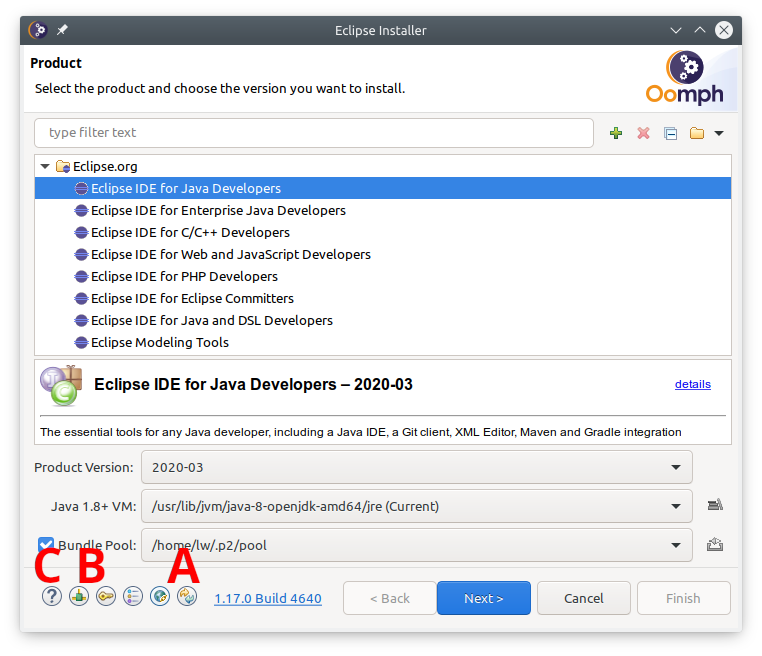 Eclipse Installer
Product
Select the product and choose the version you want to install.
Oomph
type filter text
Eclipse.org
Eclipse IDE for Java Developers
Eclipse IDE for Enterprise Java Developers
Eclipse IDE for C/C++ Developers
Eclipse IDE for Web and JavaScript Developers
Eclipse IDE for PHP Developers
Eclipse IDE for Eclipse Committers
Eclipse IDE for Java and DSL Developers
Eclipse Modeling Tools
J C
Eclipse IDE for Java Developers – 2020-03 details
The essential tools for any Java developer, including a Java IDE, a Git client, XML Editor, Maven and Gradle integration
Product Version: 2020-03
Java 1.8+ VM: /usr/lib/jvm/java-8-openjdk-amd64/jre (Current)
Bundle Pool: /home/lw/.p2/pool
C B A
? 1.17.0 Build 4640 < Back Next > Cancel Finish